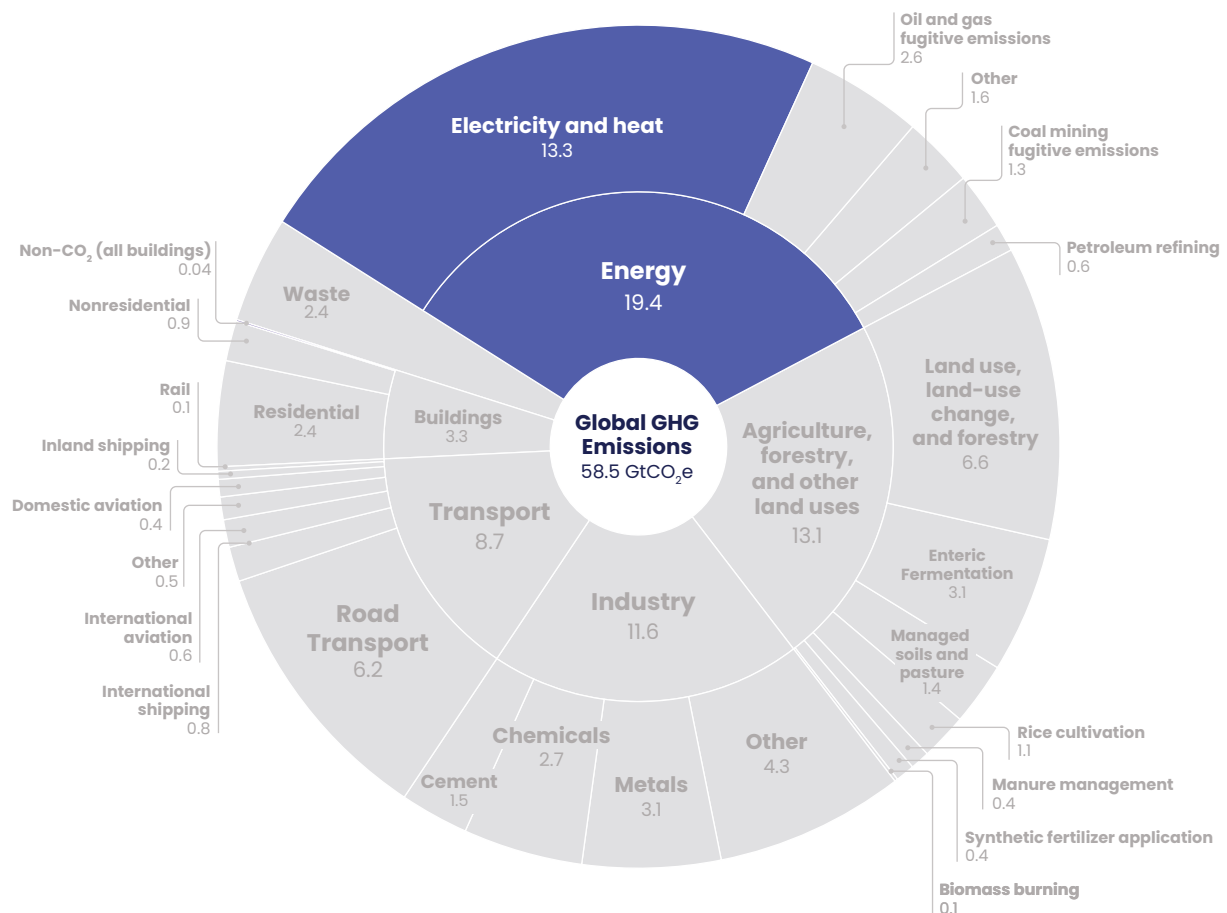 Oil and gas
fugitive emissions
2.6
Other
1.6
Coal mining
fugitive emissions
1.3
Petroleum refining
0.6
Electricity and heat
13.3
Energy
19.4
Non-CO₂ (all buildings)
0.04
Nonresidential
0.9
Waste
2.4
Rail
0.1
Residential
2.4
Buildings
3.3
Inland shipping
0.2
Domestic aviation
0.4
Other
0.5
International
aviation
0.6
International
shipping
0.8
Global GHG
Emissions
58.5 GtCO₂e
Transport
8.7
Road
Transport
6.2
Industry
11.6
Cement
1.5
Chemicals
2.7
Metals
3.1
Other
4.3
Agriculture,
forestry,
and other
land uses
13.1
Land use,
land-use
change,
and forestry
6.6
Enteric
Fermentation
3.1
Managed
soils and
pasture
1.4
Rice cultivation
1.1
Manure management
0.4
Synthetic fertilizer application
0.4
Biomass burning
0.1